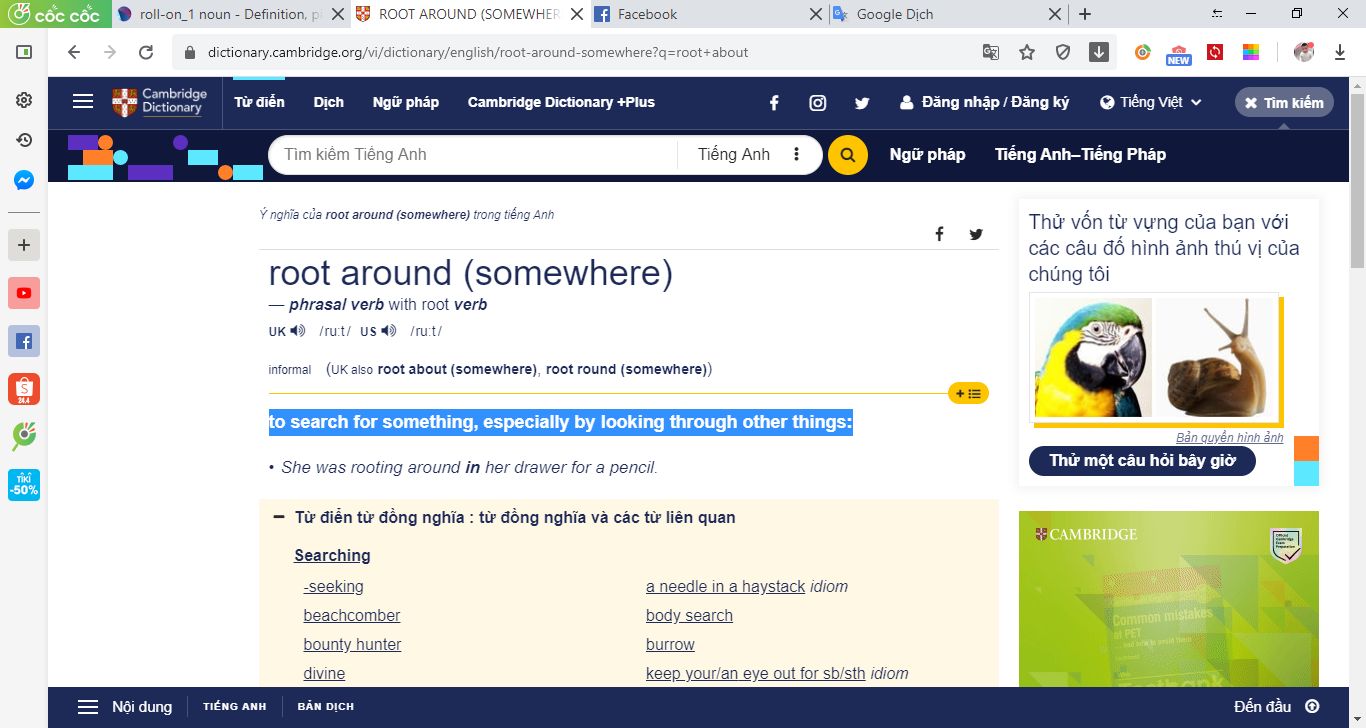 cốc cốc
roll-on_1 noun - Definition, pi
ROOT AROUND (SOMEWHER
Facebook
Google Dịch
dictionary.cambridge.org/vi/dictionary/english/root-around-somewhere?q=root+about
NEW
Cambridge
Dictionary
Từ điển
Dịch
Ngữ pháp
Cambridge Dictionary +Plus
Đăng nhập / Đăng ký
Tiếng Việt
Tìm kiếm
Tìm kiếm Tiếng Anh
Tiếng Anh
Ngữ pháp
Tiếng Anh–Tiếng Pháp
Ý nghĩa của root around (somewhere) trong tiếng Anh
root around (somewhere)
— phrasal verb with root verb
UK /ruːt/ US /ruːt/
informal (UK also root about (somewhere), root round (somewhere))
to search for something, especially by looking through other things:
• She was rooting around in her drawer for a pencil.
Từ điển từ đồng nghĩa : từ đồng nghĩa và các từ liên quan
Searching
-seeking
a needle in a haystack idiom
beachcomber
body search
bounty hunter
burrow
divine
keep your/an eye out for sb/sth idiom
Thử vốn từ vựng của bạn với
các câu đố hình ảnh thú vị của
chúng tôi
Bản quyền hình ảnh
Thử một câu hỏi bây giờ
CAMBRIDGE
Official
Cambridge
Exam
Preparation
Common mistakes
at PET
Testbank
24.4
TIKI
-50%
Nội dung
TIẾNG ANH
BẢN DỊCH
Đến đầu